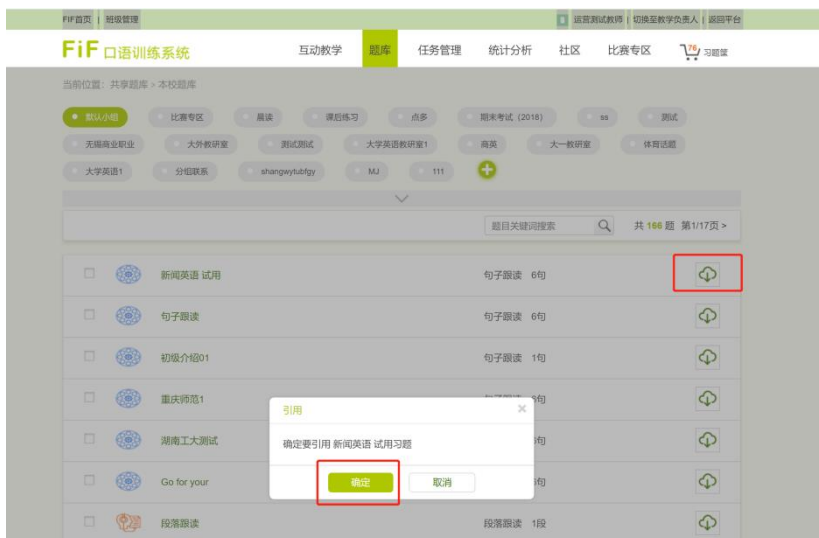 FIF首页 | 班级管理 运营测试教师 | 切换至教学负责人 | 返回平台
FiF 口语训练系统 互动教学 题库 任务管理 统计分析 社区 比赛专区 76 习题筐
当前位置：共享题库 > 本校题库
默认小组 比赛专区 晨读 课后练习 点多 期末考试（2018） ss 测试
无锡商业职业 大外教研室 测试测试 大学英语教研室1 商英 大一教研室 体育话题
大学英语1 分组联系 shangwytubfgy MJ 111
题目关键词搜索 共 166 题 第1/17页 >
新闻英语 试用 句子跟读 6句
句子跟读 句子跟读 6句
初级介绍01 句子跟读 1句
重庆师范1
引用
湖南工大测试
确定要引用 新闻英语 试用习题
确定 取消
Go for your
段落跟读 段落跟读 1段